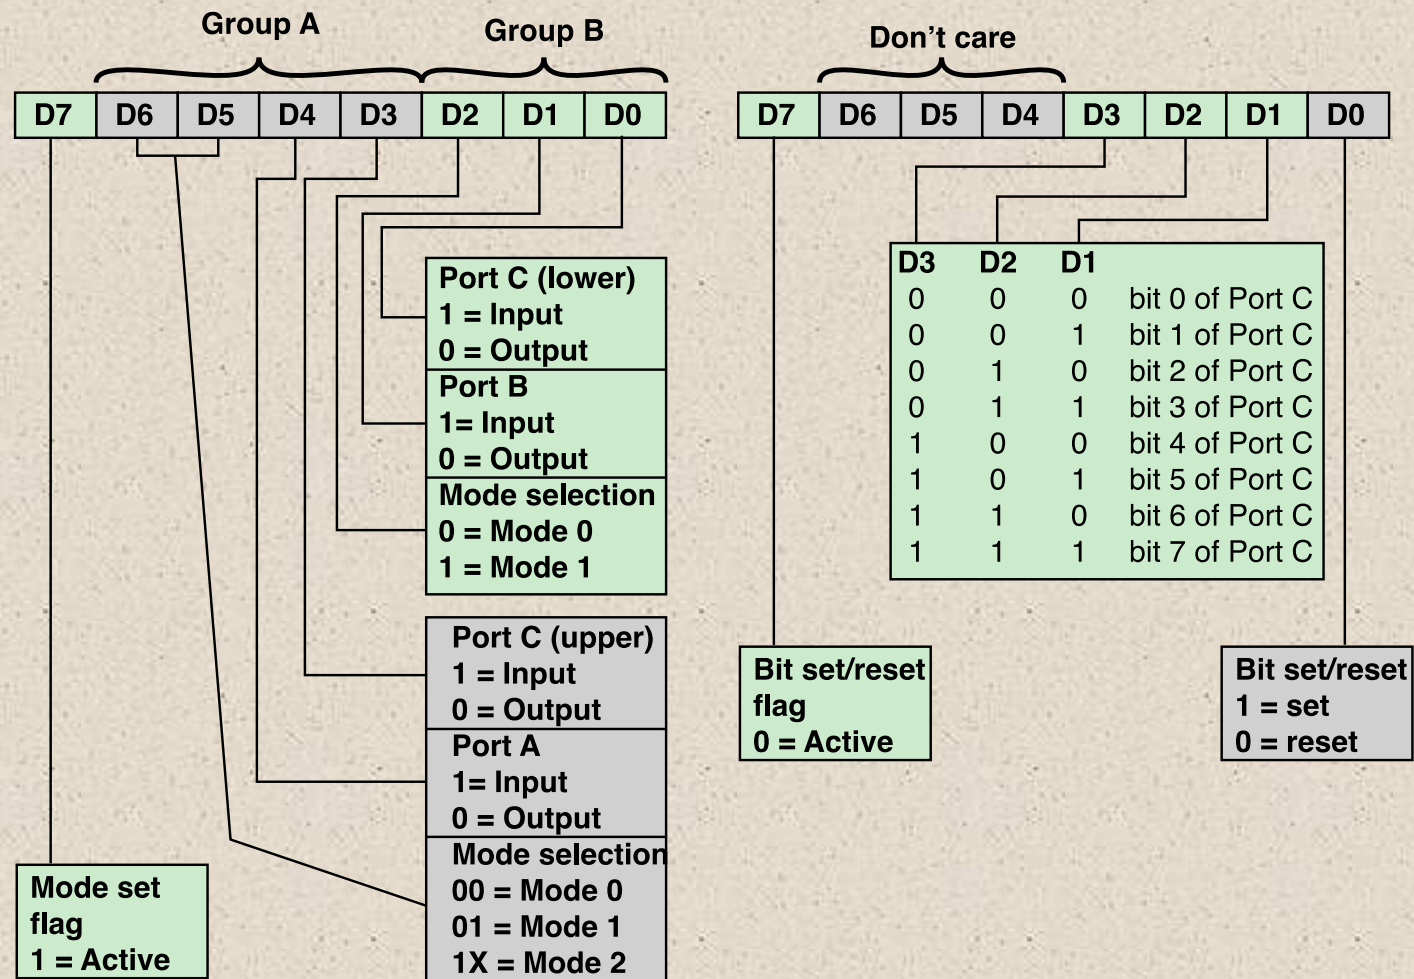 Group A
Group B
D7 D6 D5 D4 D3 D2 D1 D0
Port C (lower)
1 = Input
0 = Output
Port B
1= Input
0 = Output
Mode selection
0 = Mode 0
1 = Mode 1
Port C (upper)
1 = Input
0 = Output
Port A
1= Input
0 = Output
Mode selection
00 = Mode 0
01 = Mode 1
1X = Mode 2
Mode set
flag
1 = Active
Don't care
D7 D6 D5 D4 D3 D2 D1 D0
D3 D2 D1
0 0 0 bit 0 of Port C
0 0 1 bit 1 of Port C
0 1 0 bit 2 of Port C
0 1 1 bit 3 of Port C
1 0 0 bit 4 of Port C
1 0 1 bit 5 of Port C
1 1 0 bit 6 of Port C
1 1 1 bit 7 of Port C
Bit set/reset
flag
0 = Active
Bit set/reset
1 = set
0 = reset